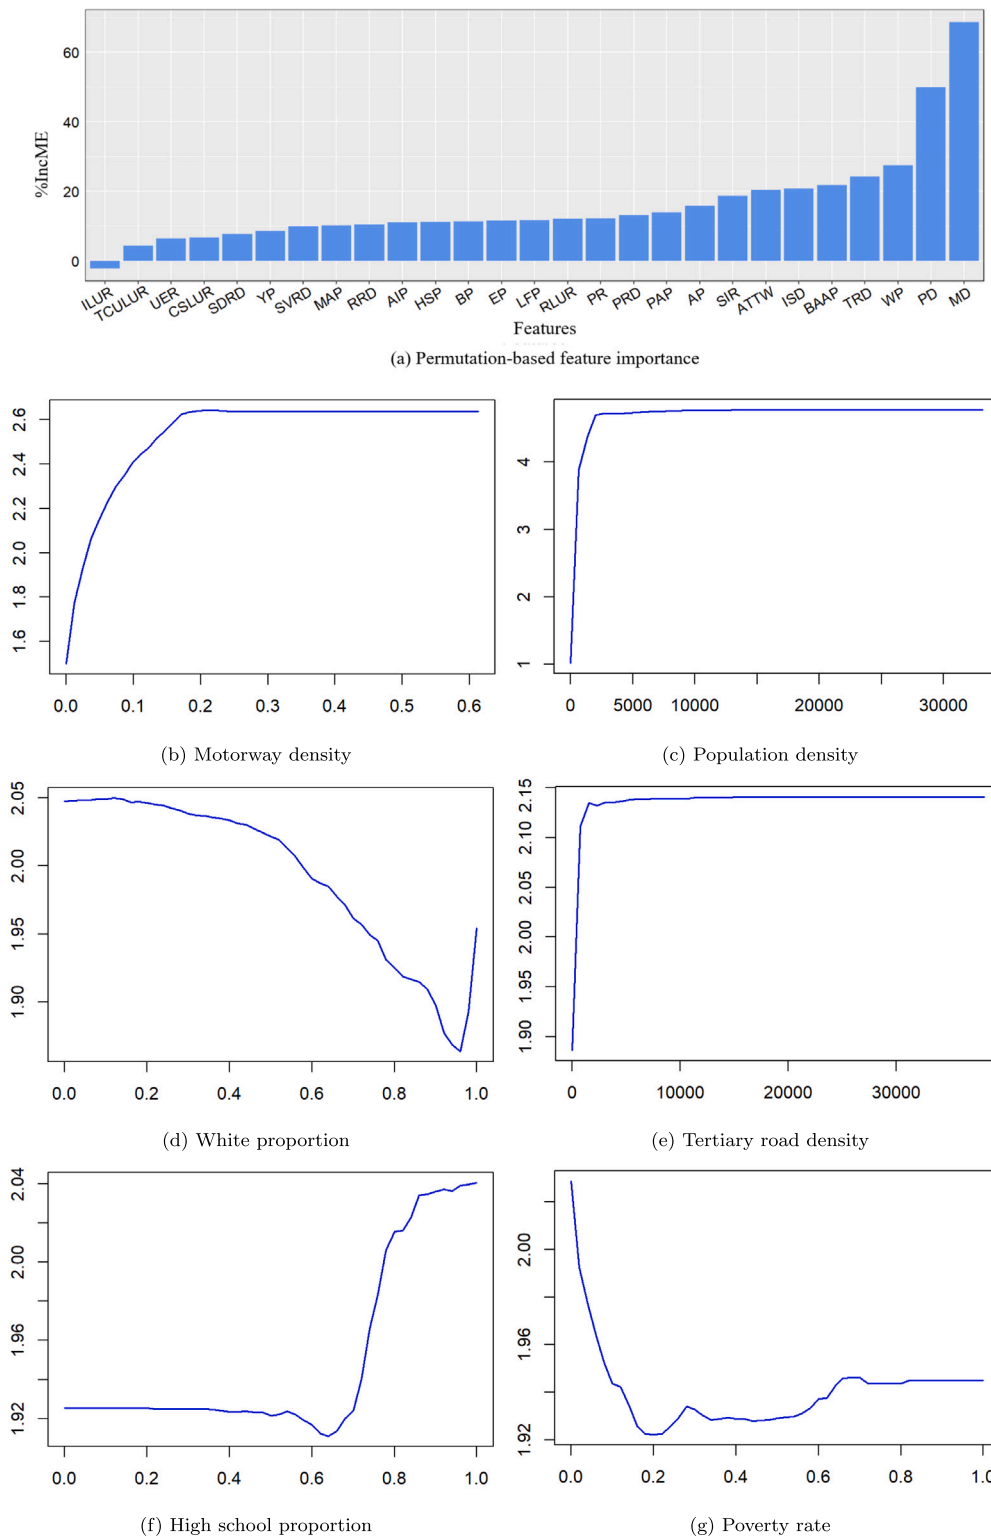 60
40
20
0
%IncME
ILUR TCULUR UER CSLUR SDRD YP SVRD MAP RRD AIP HSP BP EP LFP RLUR PR PRD PAP AP SIR ATTW ISD BAAP TRD WP PD MD
Features
(a) Permutation-based feature importance
2.6
2.4
2.2
2.0
1.8
1.6
0.0 0.1 0.2 0.3 0.4 0.5 0.6
(b) Motorway density
4
3
2
1
0 5000 10000 20000 30000
(c) Population density
2.05
2.00
1.95
1.90
0.0 0.2 0.4 0.6 0.8 1.0
(d) White proportion
2.15
2.10
2.05
2.00
1.95
1.90
0 10000 20000 30000
(e) Tertiary road density
2.04
2.00
1.96
1.92
0.0 0.2 0.4 0.6 0.8 1.0
(f) High school proportion
2.00
1.96
1.92
0.0 0.2 0.4 0.6 0.8 1.0
(g) Poverty rate